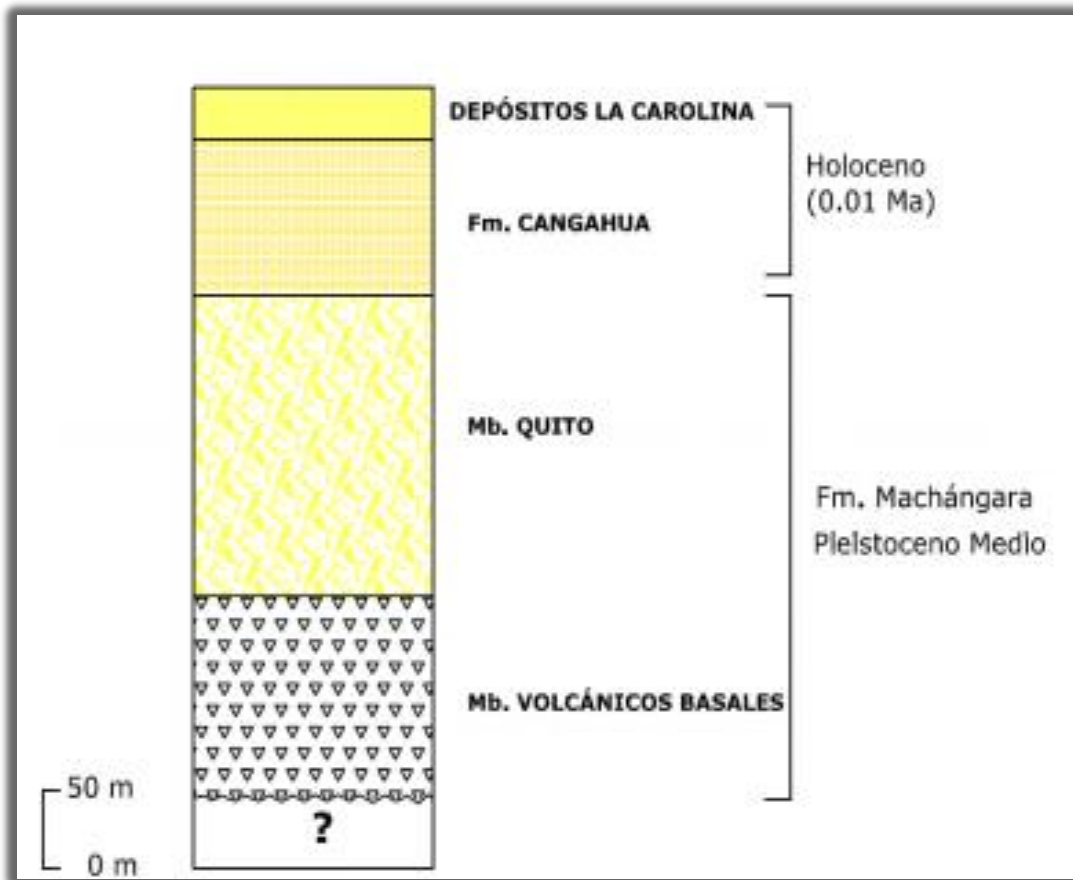 DEPÓSITOS LA CAROLINA
Holoceno
(0.01 Ma)
Fm. CANGAHUA
Mb. QUITO
Fm. Machángara
Pleistoceno Medio
Mb. VOLCÁNICOS BASALES
50 m
?
0 m